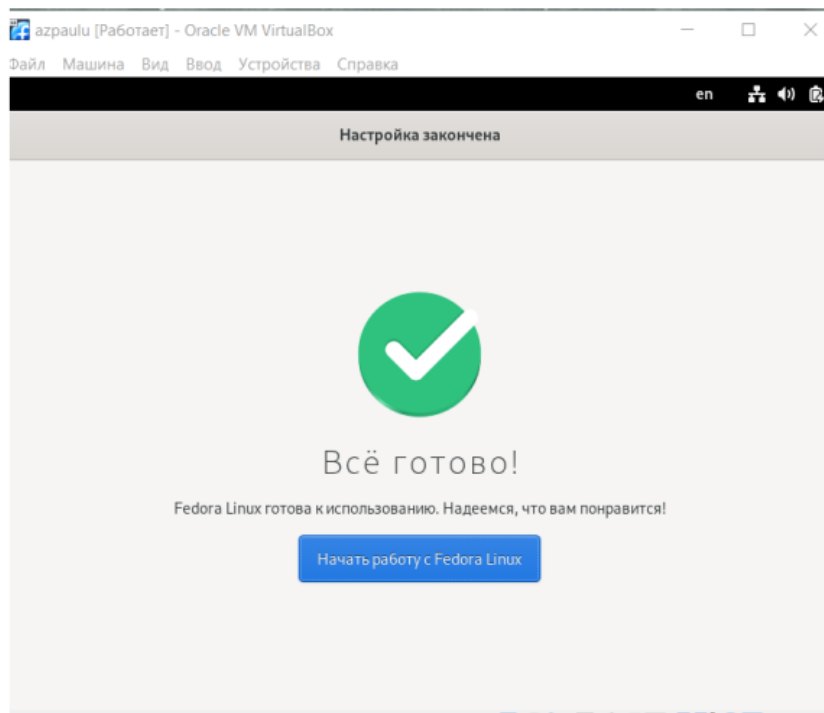 azpaulu [Работает] - Oracle VM VirtualBox
Файл Машина Вид Ввод Устройства Справка
en
Настройка закончена
Всё готово!
Fedora Linux готова к использованию. Надеемся, что вам понравится!
Начать работу с Fedora Linux